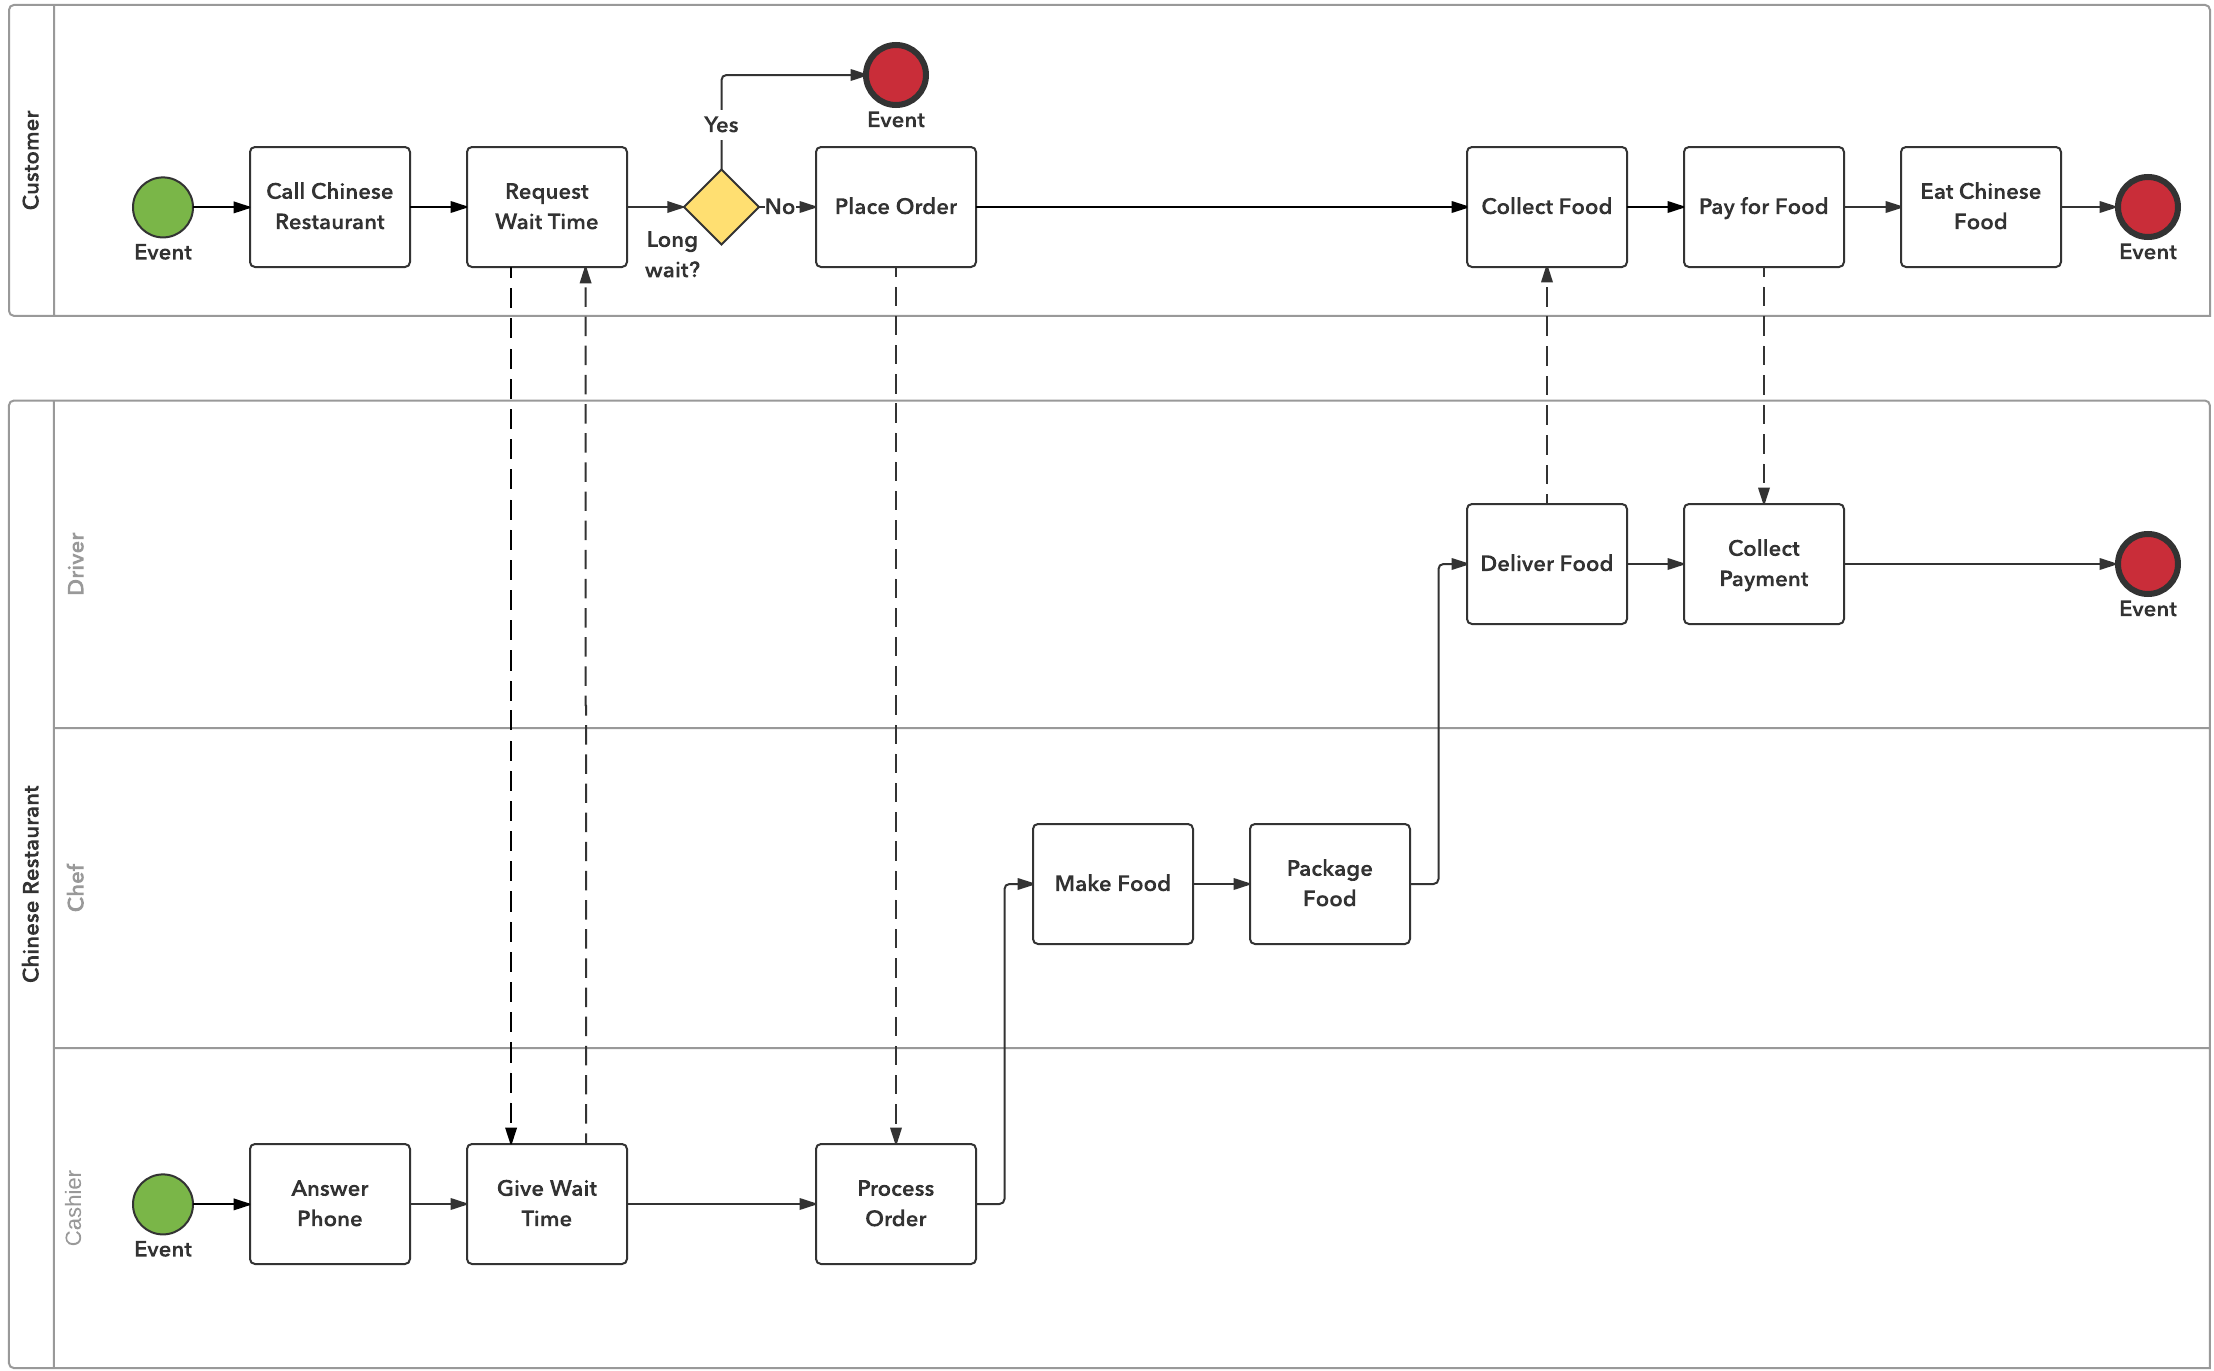 Customer
Event
Call Chinese
Restaurant
Request
Wait Time
Long
wait?
Yes
Event
No
Place Order
Collect Food
Pay for Food
Eat Chinese
Food
Event
Chinese Restaurant
Driver
Deliver Food
Collect
Payment
Event
Chef
Make Food
Package
Food
Cashier
Event
Answer
Phone
Give Wait
Time
Process
Order